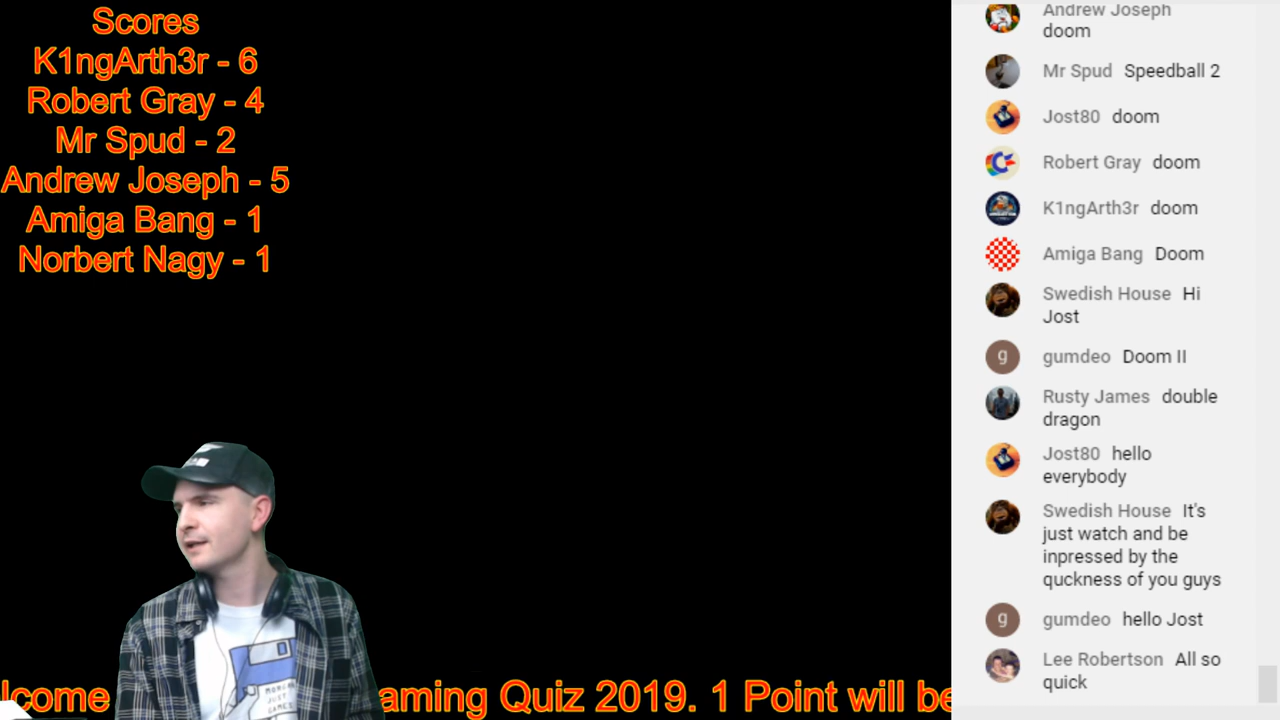 Scores
K1ngArth3r - 6
Robert Gray - 4
Mr Spud - 2
Andrew Joseph - 5
Amiga Bang - 1
Norbert Nagy - 1
lcome
aming Quiz 2019. 1 Point will be
Andrew Joseph
doom
Mr Spud Speedball 2
Jost80 doom
Robert Gray doom
K1ngArth3r doom
Amiga Bang Doom
Swedish House Hi
Jost
g gumdeo Doom II
Rusty James double
dragon
Jost80 hello
everybody
Swedish House It's
just watch and be
inpressed by the
quckness of you guys
g gumdeo hello Jost
Lee Robertson All so
quick